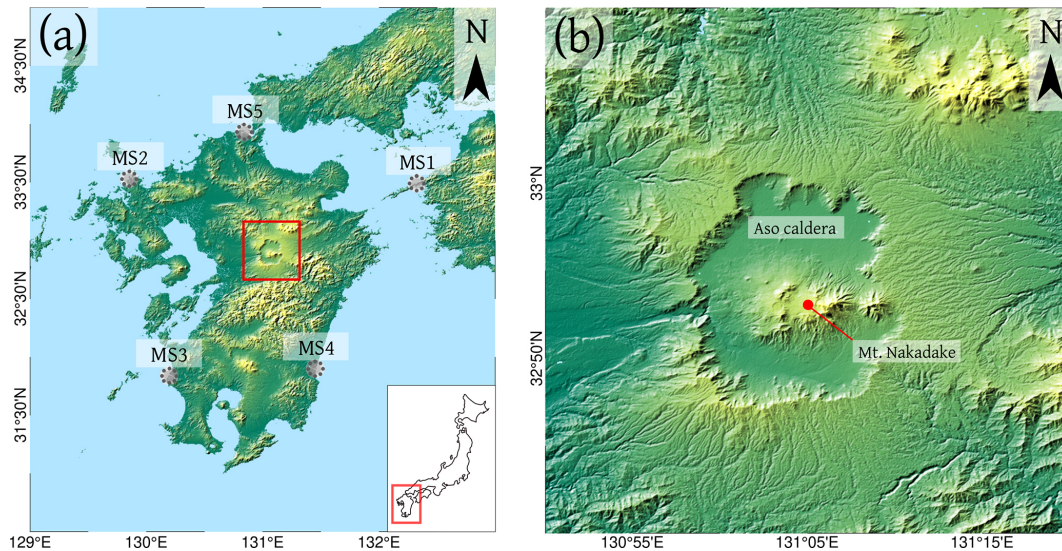 (a)
N
34°30'N
33°30'N
32°30'N
31°30'N
MS5
MS2
MS1
MS3
MS4
129°E
130°E
131°E
132°E
(b)
N
33°N
32°50'N
Aso caldera
Mt. Nakadake
130°55'E
131°05'E
131°15'E